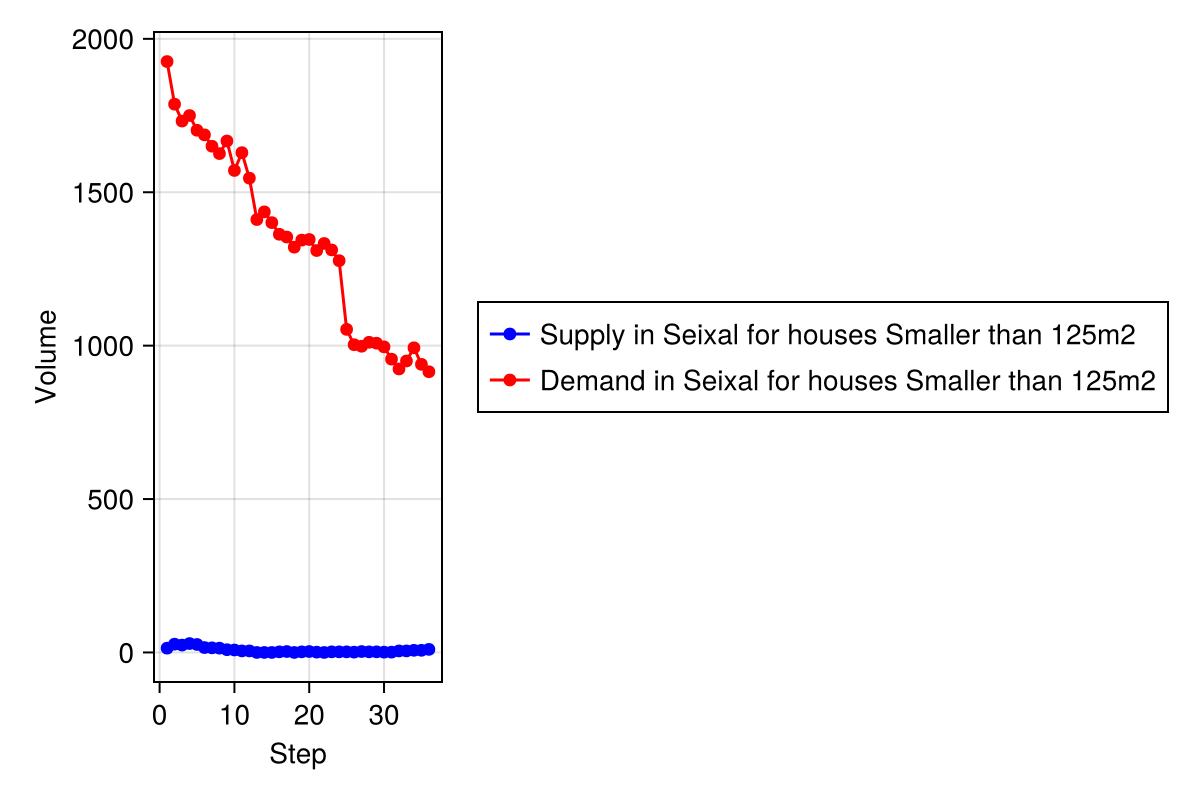 2000
1500
1000
500
0
Volume
0 10 20 30
Step
Supply in Seixal for houses Smaller than 125m2
Demand in Seixal for houses Smaller than 125m2